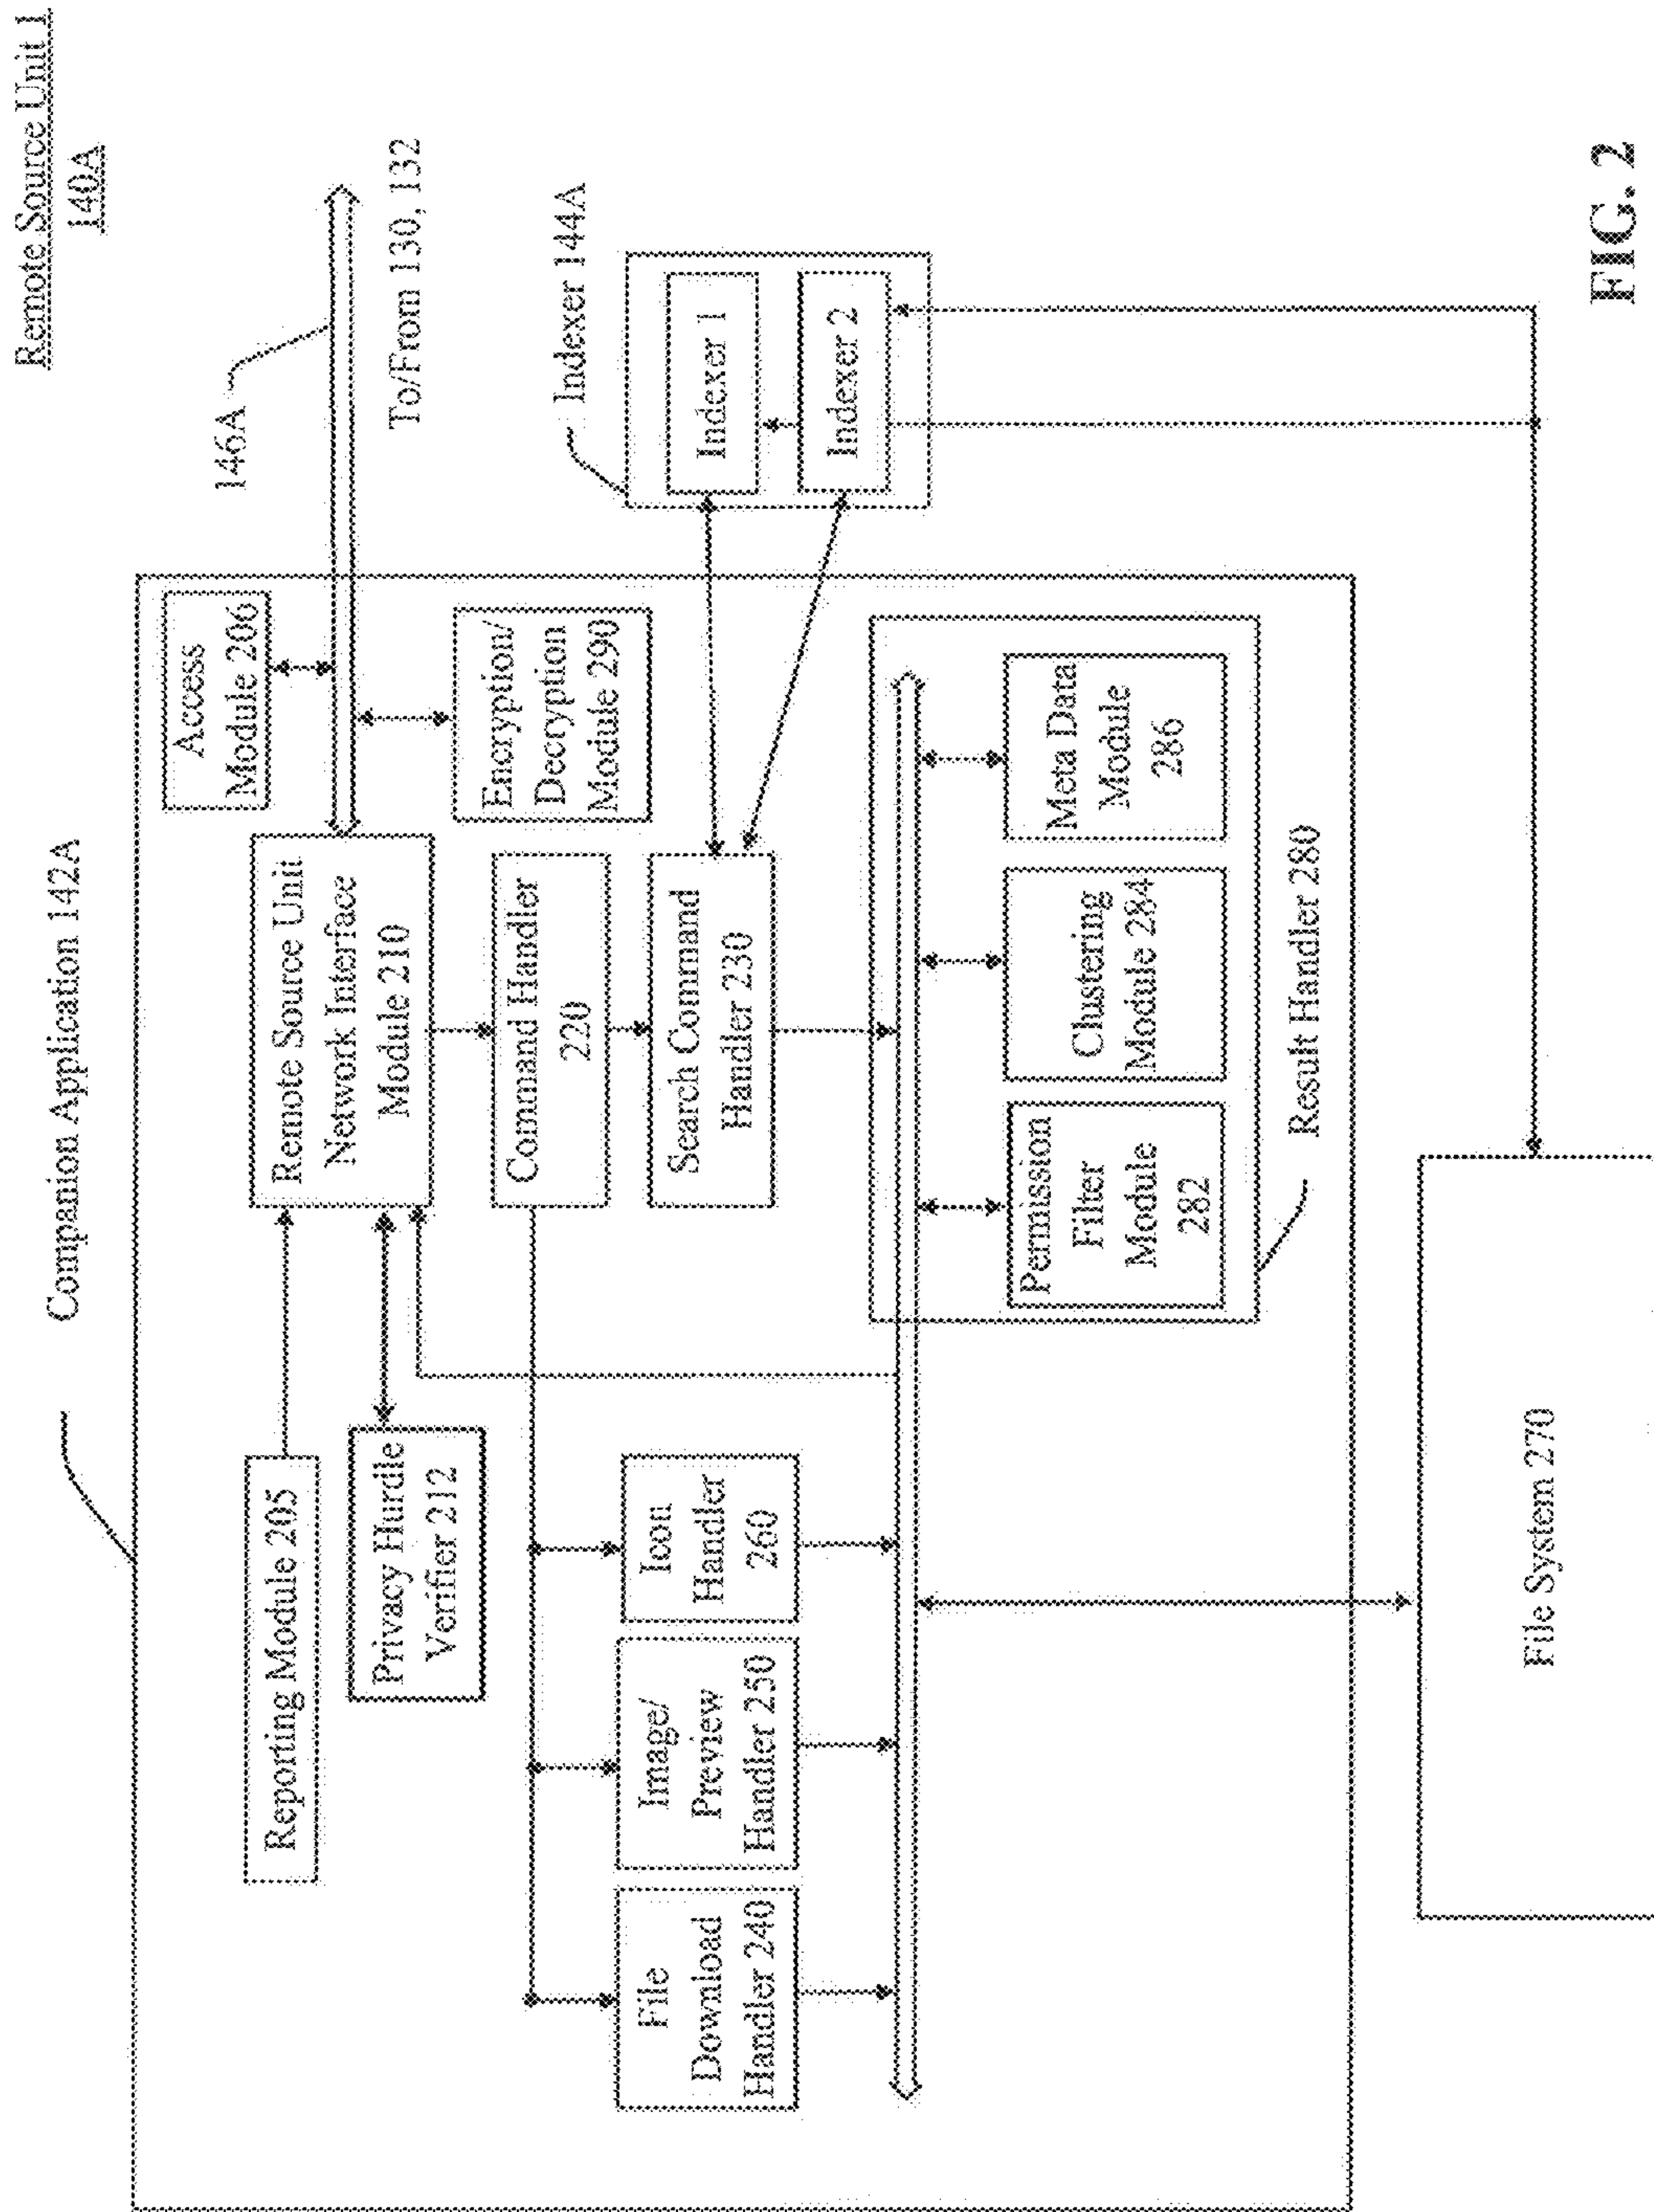 Remote Source Unit 1
140A
Companion Application 142A
146A
To/From 130, 132
Access
Module 206
Reporting Module 205
Remote Source Unit
Network Interface
Module 210
Privacy Hurdle
Verifier 212
Encryption/
Decryption
Module 290
Command Handler
220
Indexer 144A
Indexer 1
Indexer 2
Search Command
Handler 230
File
Download
Handler 240
Image/
Preview
Handler 250
Icon
Handler
260
Permission
Filter
Module
282
Clustering
Module 284
Meta Data
Module
286
Result Handler 280
File System 270
FIG. 2